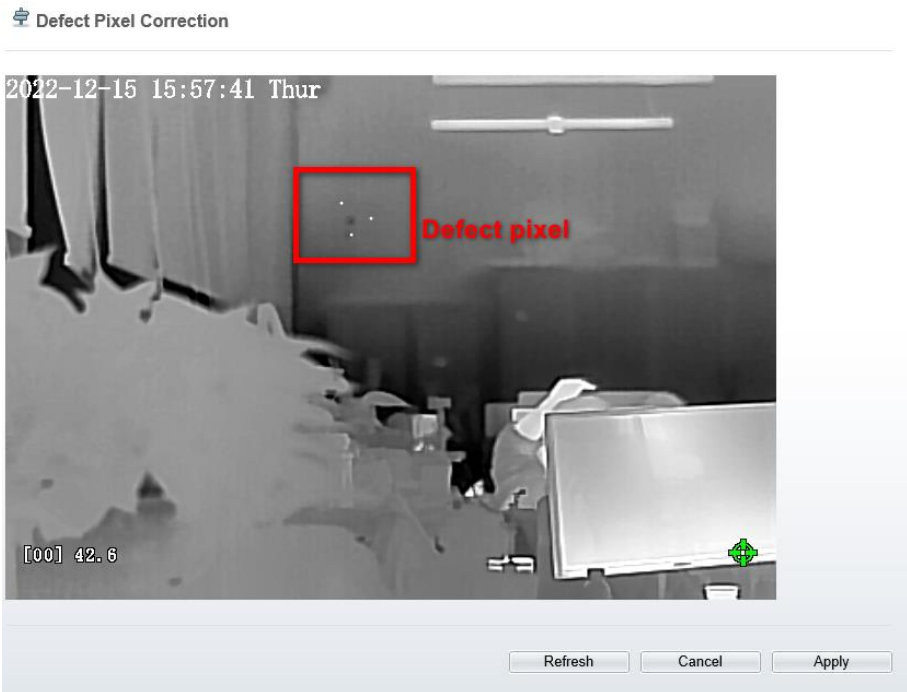 Defect Pixel Correction
2022-12-15 15:57:41 Thur
Defect pixel
[00] 42.6
Refresh Cancel Apply